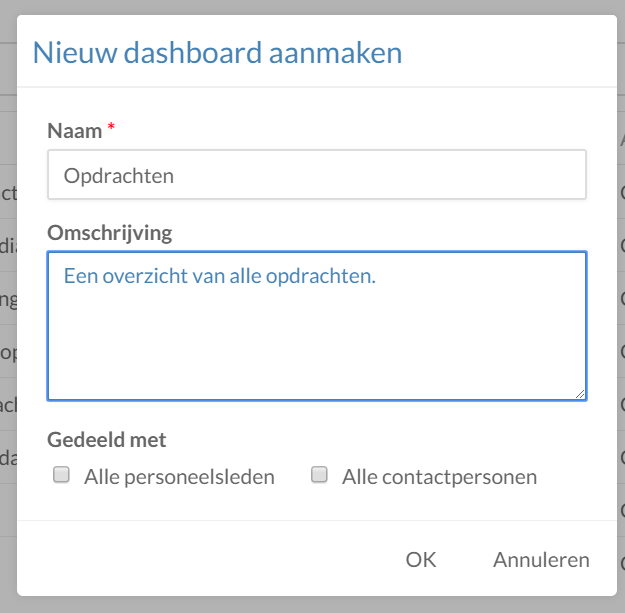 Nieuw dashboard aanmaken
Naam *
Opdrachten
Omschrijving
Een overzicht van alle opdrachten.
Gedeeld met
Alle personeelsleden
Alle contactpersonen
OK
Annuleren